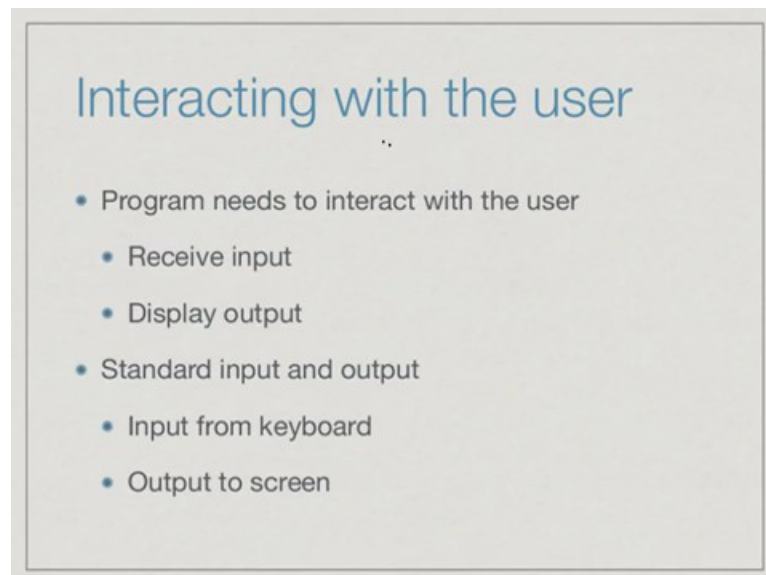 Interacting with the user
• Program needs to interact with the user
• Receive input
• Display output
• Standard input and output
• Input from keyboard
• Output to screen